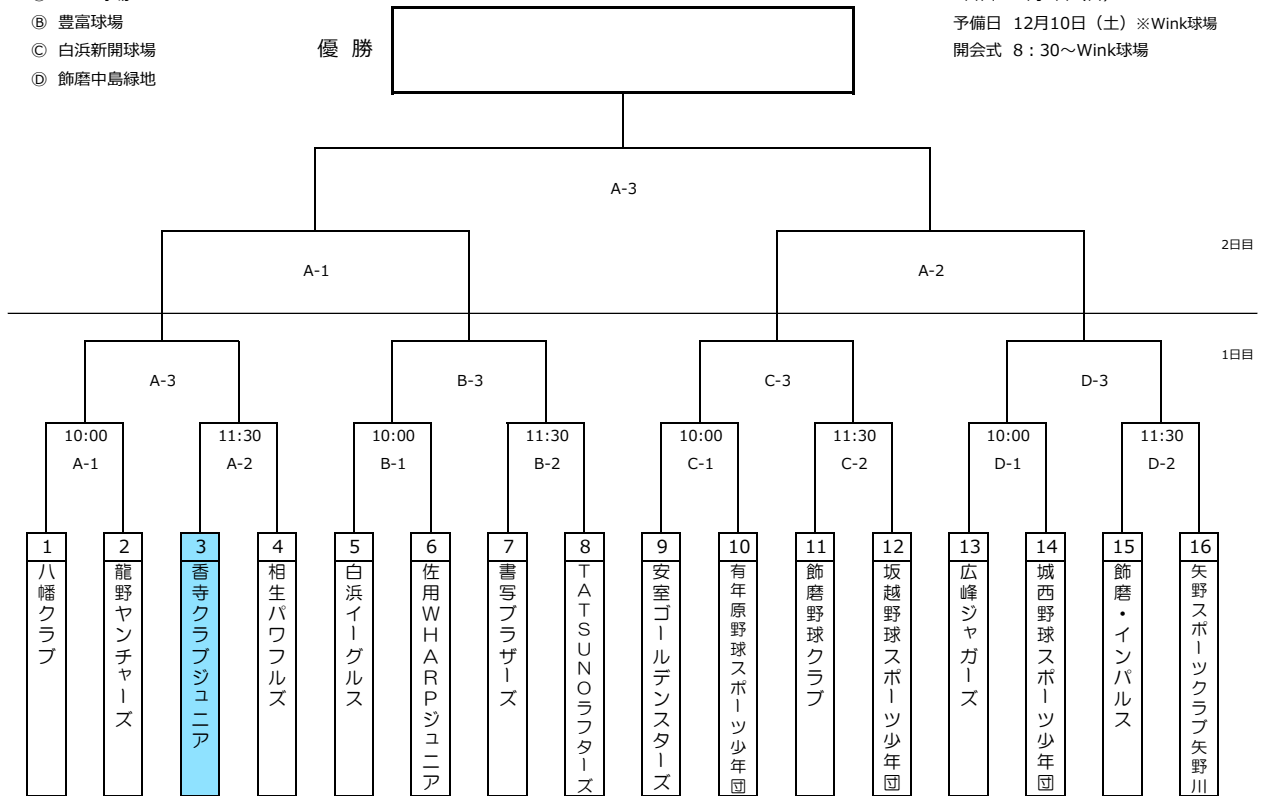 Ⓑ 豊富球場
Ⓒ 白浜新開球場
Ⓓ 飾磨中島緑地
優 勝
予備日 12月10日（土）※Wink球場
開会式 8：30～Wink球場
A-3
2日目
A-1
A-2
1日目
A-3
B-3
C-3
D-3
10:00
11:30
10:00
11:30
10:00
11:30
10:00
11:30
A-1
A-2
B-1
B-2
C-1
C-2
D-1
D-2
1
2
3
4
5
6
7
8
9
10
11
12
13
14
15
16
八幡クラブ
龍野ヤンチャーズ
香寺クラブジュニア
相生パワフルズ
白浜イーグルス
佐用ＷＨＡＲＰジュニア
書写ブラザーズ
ＴＡＴＳＵＮＯラフターズ
安室ゴールデンスターズ
有年原野球スポーツ少年団
飾磨野球クラブ
坂越野球スポーツ少年団
広峰ジャガーズ
城西野球スポーツ少年団
飾磨・インパルス
矢野スポーツクラブ矢野川